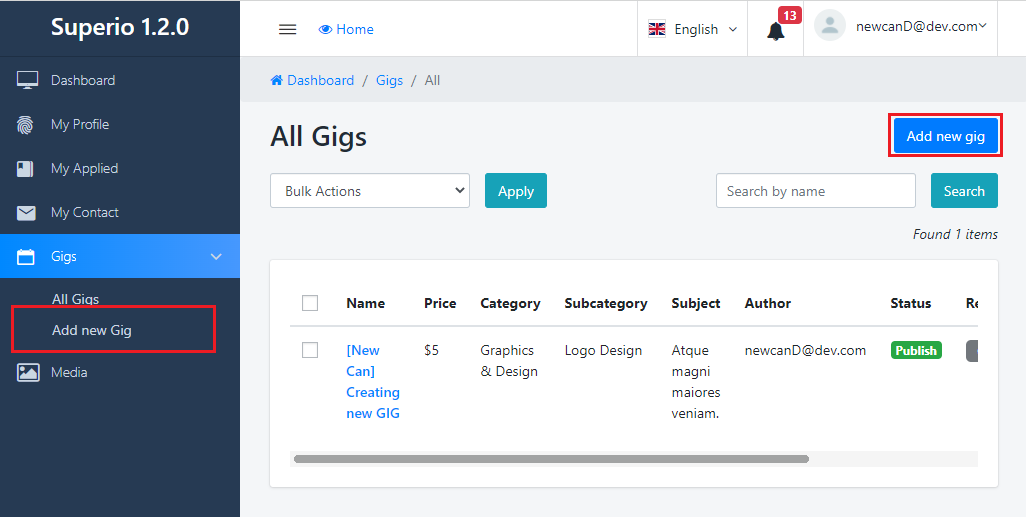 Superio 1.2.0
Home
English
13
newcanD@dev.com
Dashboard
My Profile
My Applied
My Contact
Gigs
All Gigs
Add new Gig
Media
Dashboard / Gigs / All
All Gigs
Add new gig
Bulk Actions
Apply
Search by name
Search
Found 1 items
Name Price Category Subcategory Subject Author Status Re
[New Can] Creating new GIG
$5
Graphics & Design
Logo Design
Atque magni maiores veniam.
newcanD@dev.com
Publish